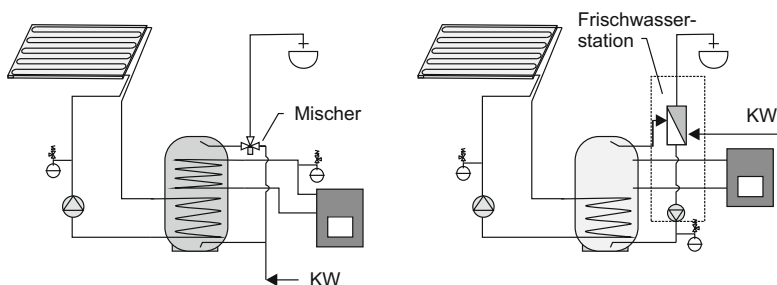 Mischer
KW
Frischwasser-
station
KW